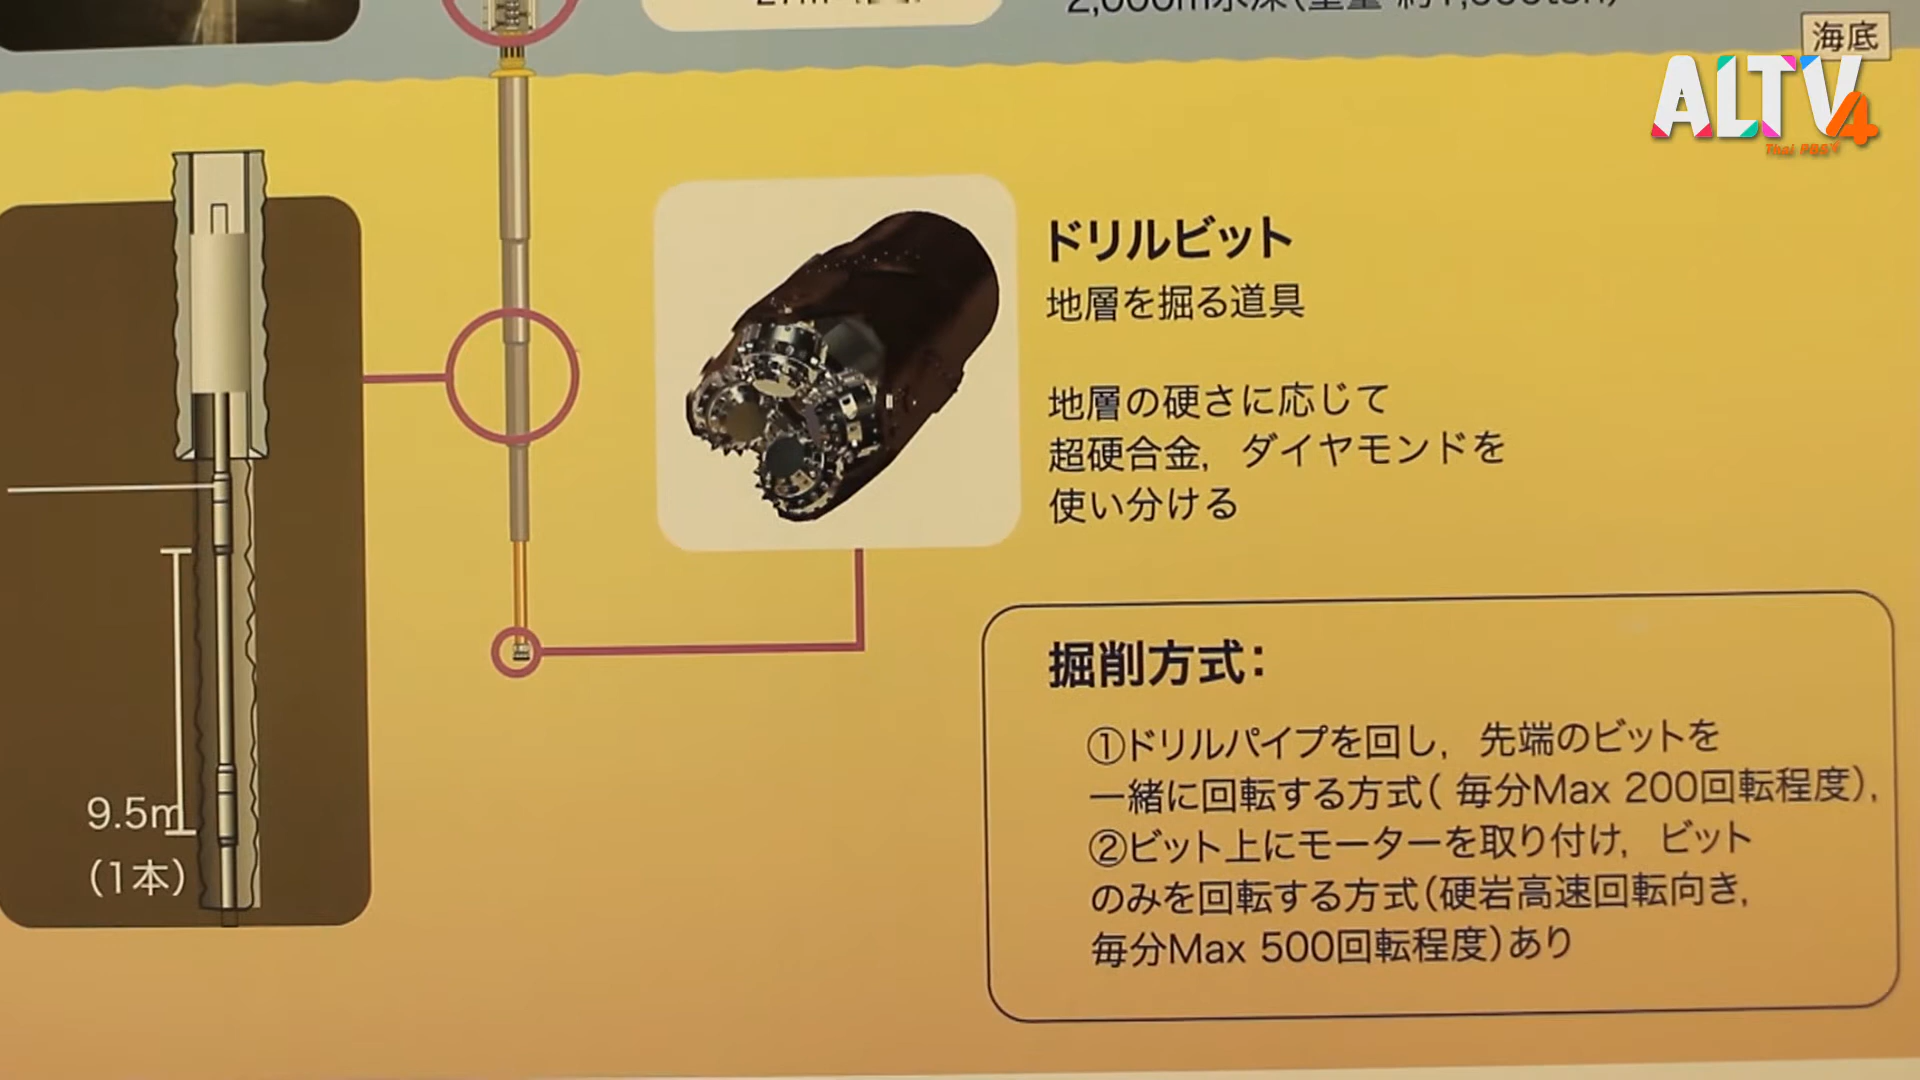 海底
ALTV4
Thai PBS
ドリルビット
地層を掘る道具
地層の硬さに応じて
超硬合金，ダイヤモンドを
使い分ける
掘削方式：
①ドリルパイプを回し，先端のビットを
一緒に回転する方式（毎分Max 200回転程度），
②ビット上にモーターを取り付け，ビット
のみを回転する方式（硬岩高速回転向き，
毎分Max 500回転程度）あり
9.5m
（1本）